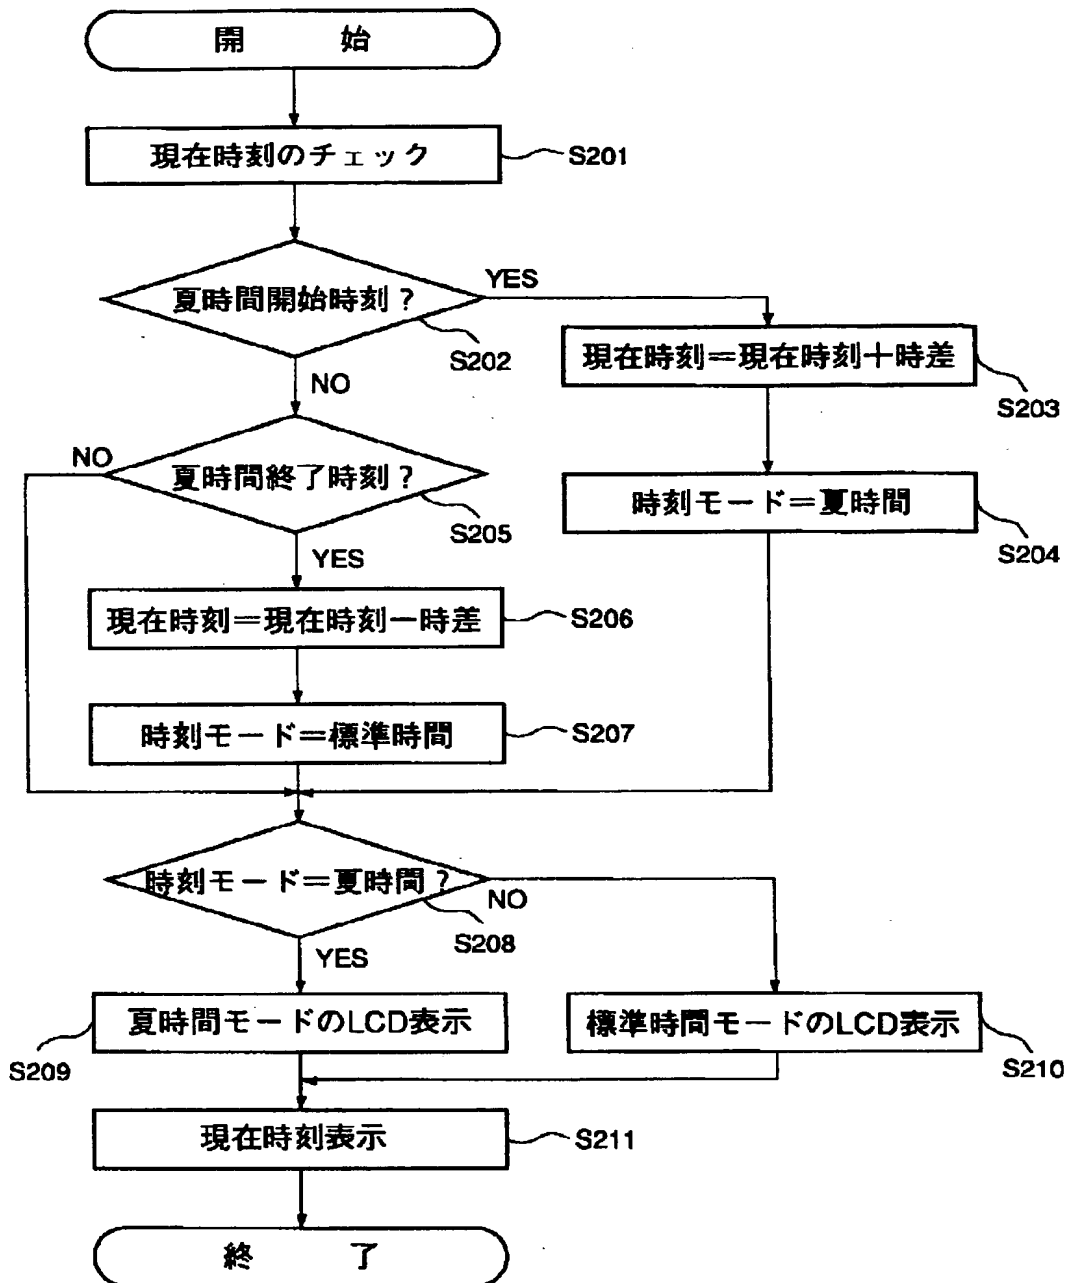 開 始
現在時刻のチェック
S201
夏時間開始時刻?
YES
S202
NO
現在時刻=現在時刻+時差
S203
時刻モード=夏時間
S204
夏時間終了時刻?
NO
S205
YES
現在時刻=現在時刻-時差
S206
時刻モード=標準時間
S207
時刻モード=夏時間?
NO
S208
YES
夏時間モードのLCD表示
S209
標準時間モードのLCD表示
S210
現在時刻表示
S211
終 了